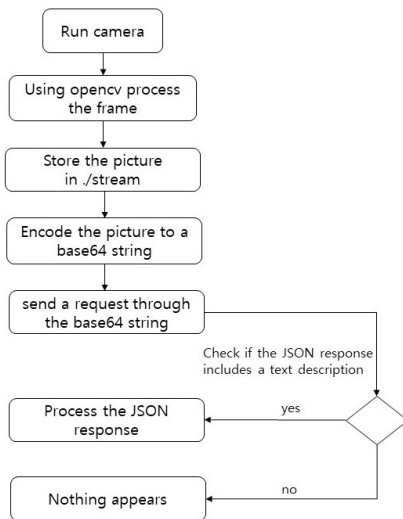 Run camera
Using opencv process
the frame
Store the picture
in ./stream
Encode the picture to a
base64 string
send a request through
the base64 string
Check if the JSON response
includes a text description
yes
Process the JSON
response
no
Nothing appears